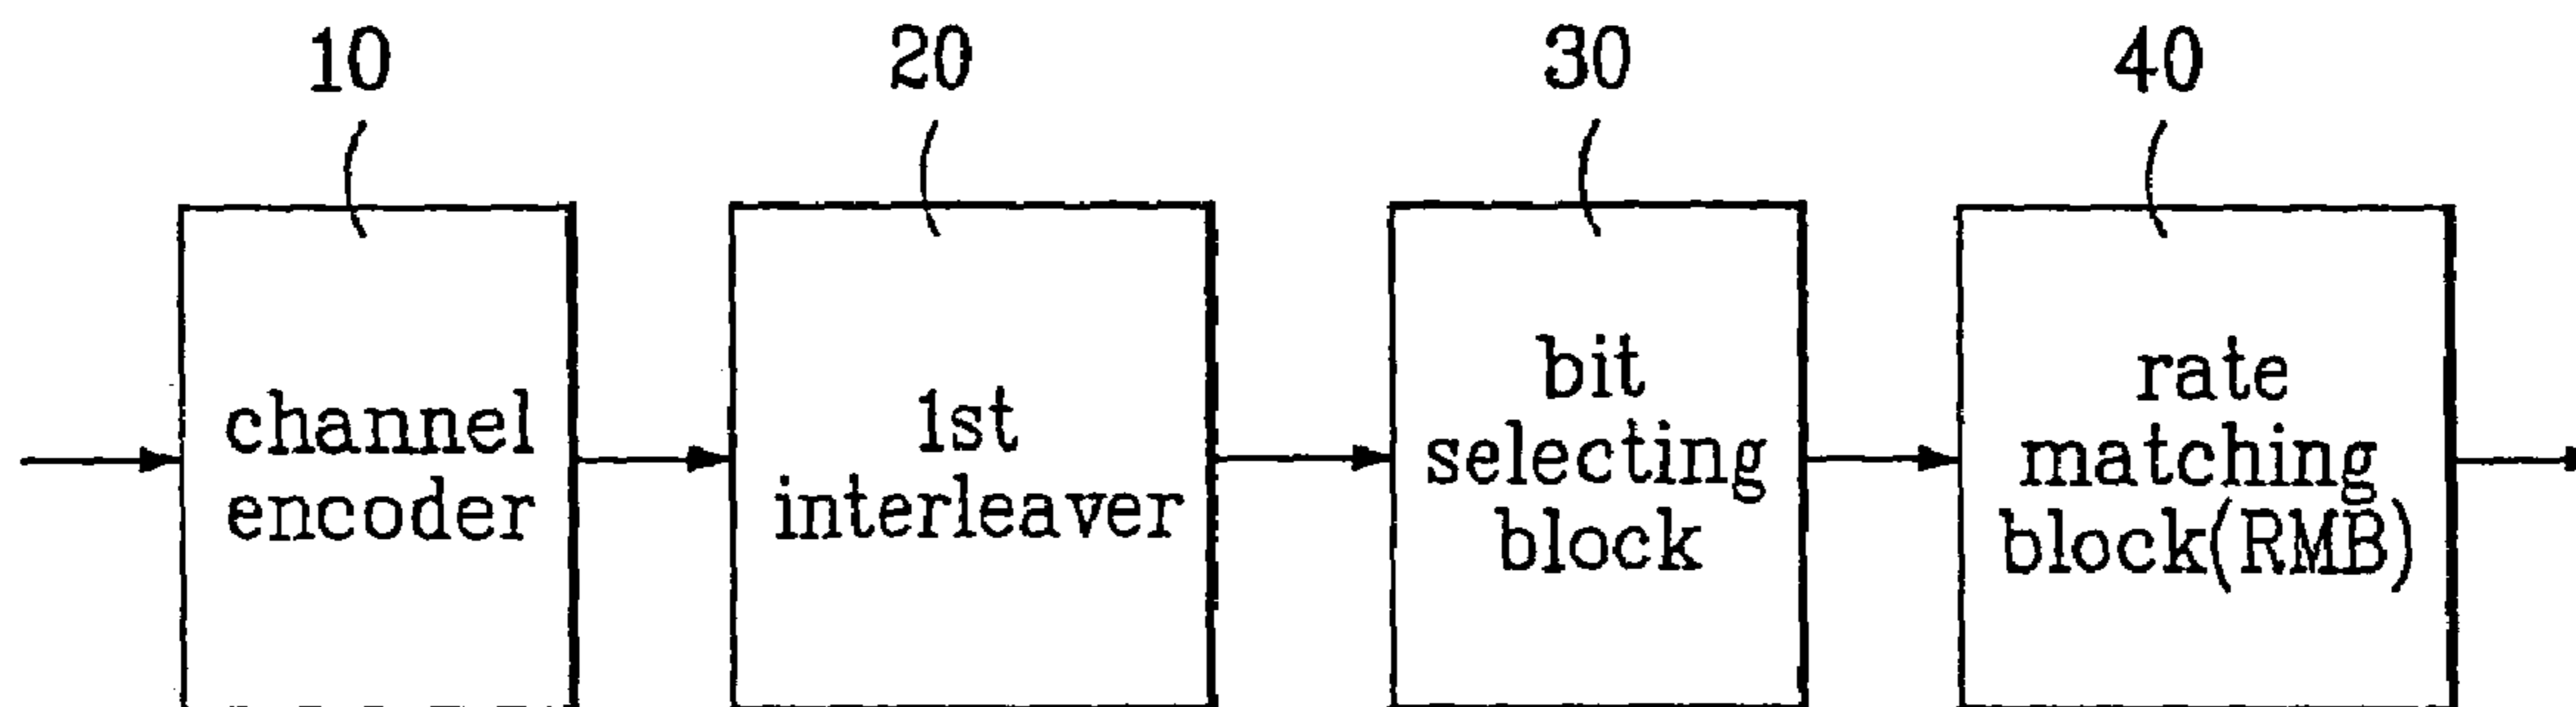 10
20
30
40
channel
encoder
1st
interleaver
bit
selecting
block
rate
matching
block(RMB)